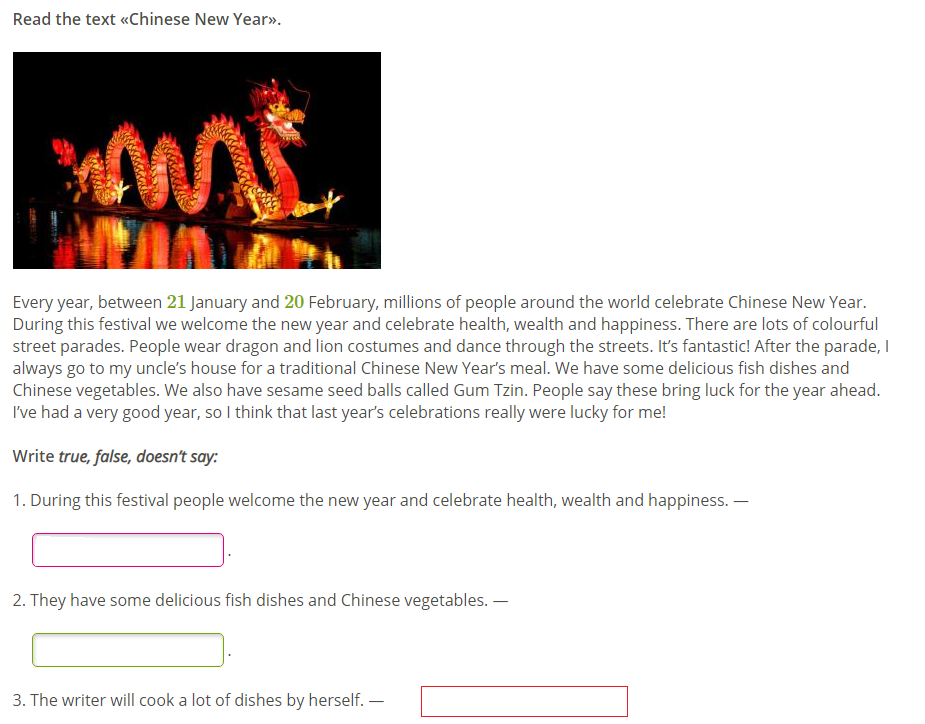 Read the text «Chinese New Year».
Every year, between 21 January and 20 February, millions of people around the world celebrate Chinese New Year.
During this festival we welcome the new year and celebrate health, wealth and happiness. There are lots of colourful
street parades. People wear dragon and lion costumes and dance through the streets. It’s fantastic! After the parade, I
always go to my uncle’s house for a traditional Chinese New Year’s meal. We have some delicious fish dishes and
Chinese vegetables. We also have sesame seed balls called Gum Tzin. People say these bring luck for the year ahead.
I’ve had a very good year, so I think that last year’s celebrations really were lucky for me!
Write true, false, doesn’t say:
1. During this festival people welcome the new year and celebrate health, wealth and happiness. —
.
2. They have some delicious fish dishes and Chinese vegetables. —
.
3. The writer will cook a lot of dishes by herself. —